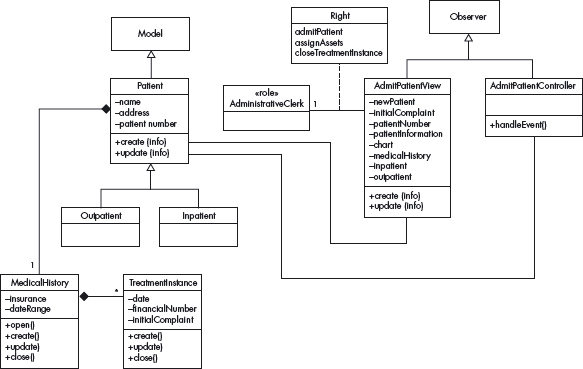 Model
Right
admitPatient
assignAssets
closeTreatmentInstance
Observer
Patient
–name
–address
–patient number
+create (info)
+update (info)
«role»
AdministrativeClerk
1
AdmitPatientView
–newPatient
–initialComplaint
–patientNumber
–patientInformation
–chart
–medicalHistory
–inpatient
–outpatient
+create (info)
+update (info)
AdmitPatientController
+handleEvent()
Outpatient
Inpatient
1
MedicalHistory
–insurance
–dateRange
+open()
+create()
+update)
+close()
*
TreatmentInstance
–date
–financialNumber
–initialComplaint
+create()
+update)
+close()